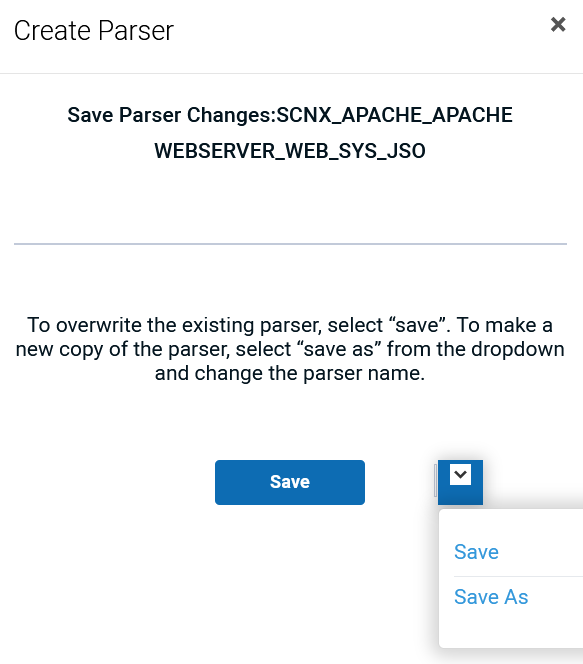 Create Parser
Save Parser Changes:SCNX_APACHE_APACHE
WEBSERVER_WEB_SYS_JSO
To overwrite the existing parser, select “save”. To make a
new copy of the parser, select “save as” from the dropdown
and change the parser name.
Save
Save
Save As